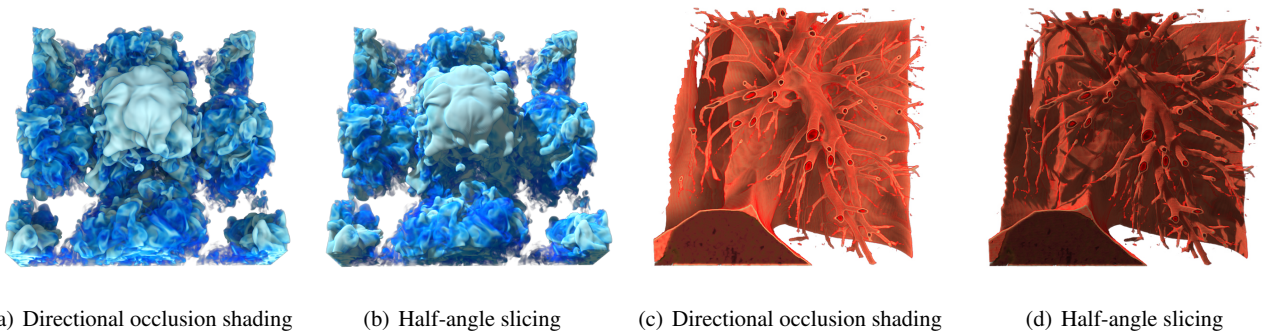 a) Directional occlusion shading
(b) Half-angle slicing
(c) Directional occlusion shading
(d) Half-angle slicing